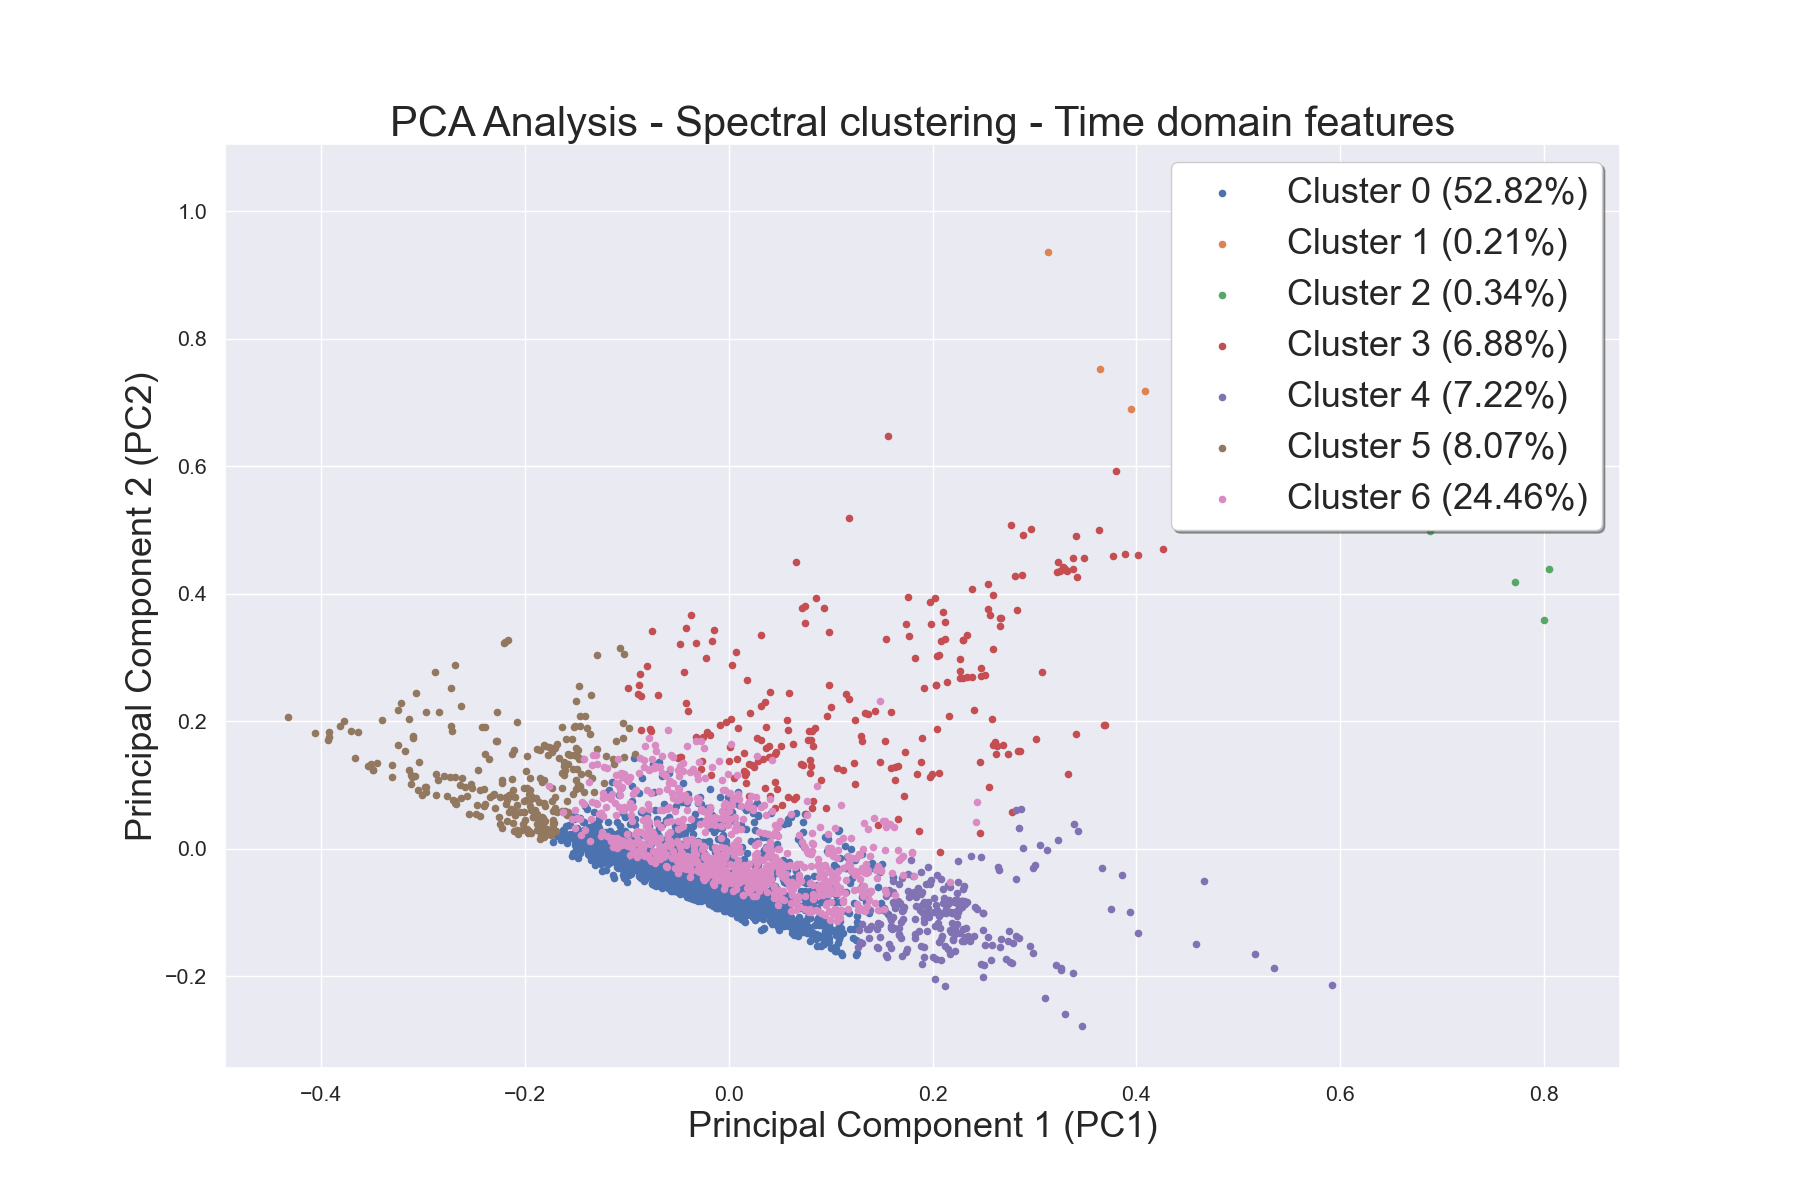 PCA Analysis - Spectral clustering - Time domain features
Cluster 0 (52.82%)
Cluster 1 (0.21%)
Cluster 2 (0.34%)
Cluster 3 (6.88%)
Cluster 4 (7.22%)
Cluster 5 (8.07%)
Cluster 6 (24.46%)
Principal Component 2 (PC2)
1.0
0.8
0.6
0.4
0.2
0.0
−0.2
−0.4 −0.2 0.0 0.2 0.4 0.6 0.8
Principal Component 1 (PC1)